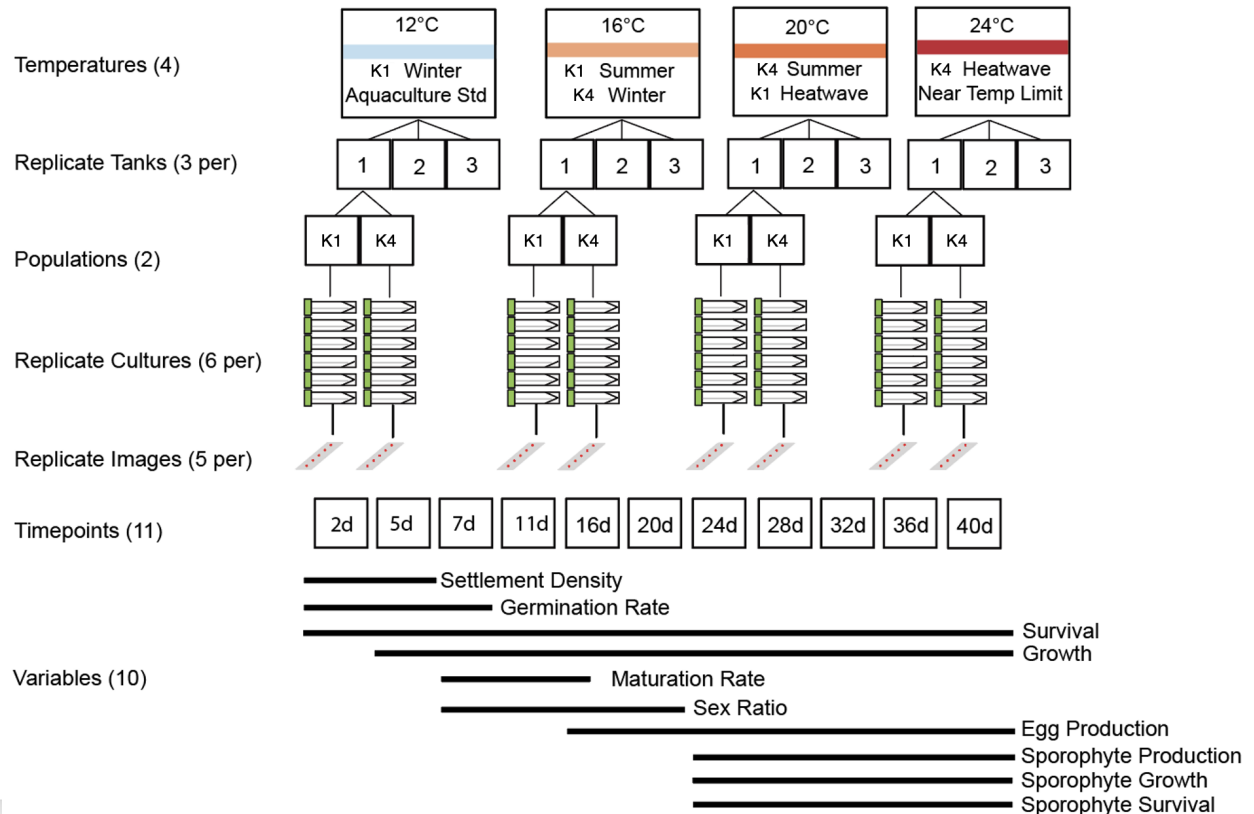 12°C 16°C 20°C 24°C
Temperatures (4)
K1 Winter
Aquaculture Std
K1 Summer
K4 Winter
K4 Summer
K1 Heatwave
K4 Heatwave
Near Temp Limit
Replicate Tanks (3 per) 1 2 3 1 2 3 1 2 3 1 2 3
Populations (2) K1 K4 K1 K4 K1 K4 K1 K4
Replicate Cultures (6 per)
Replicate Images (5 per)
Timepoints (11) 2d 5d 7d 11d 16d 20d 24d 28d 32d 36d 40d
Settlement Density
Germination Rate
Survival
Growth
Variables (10)
Maturation Rate
Sex Ratio
Egg Production
Sporophyte Production
Sporophyte Growth
Sporophyte Survival